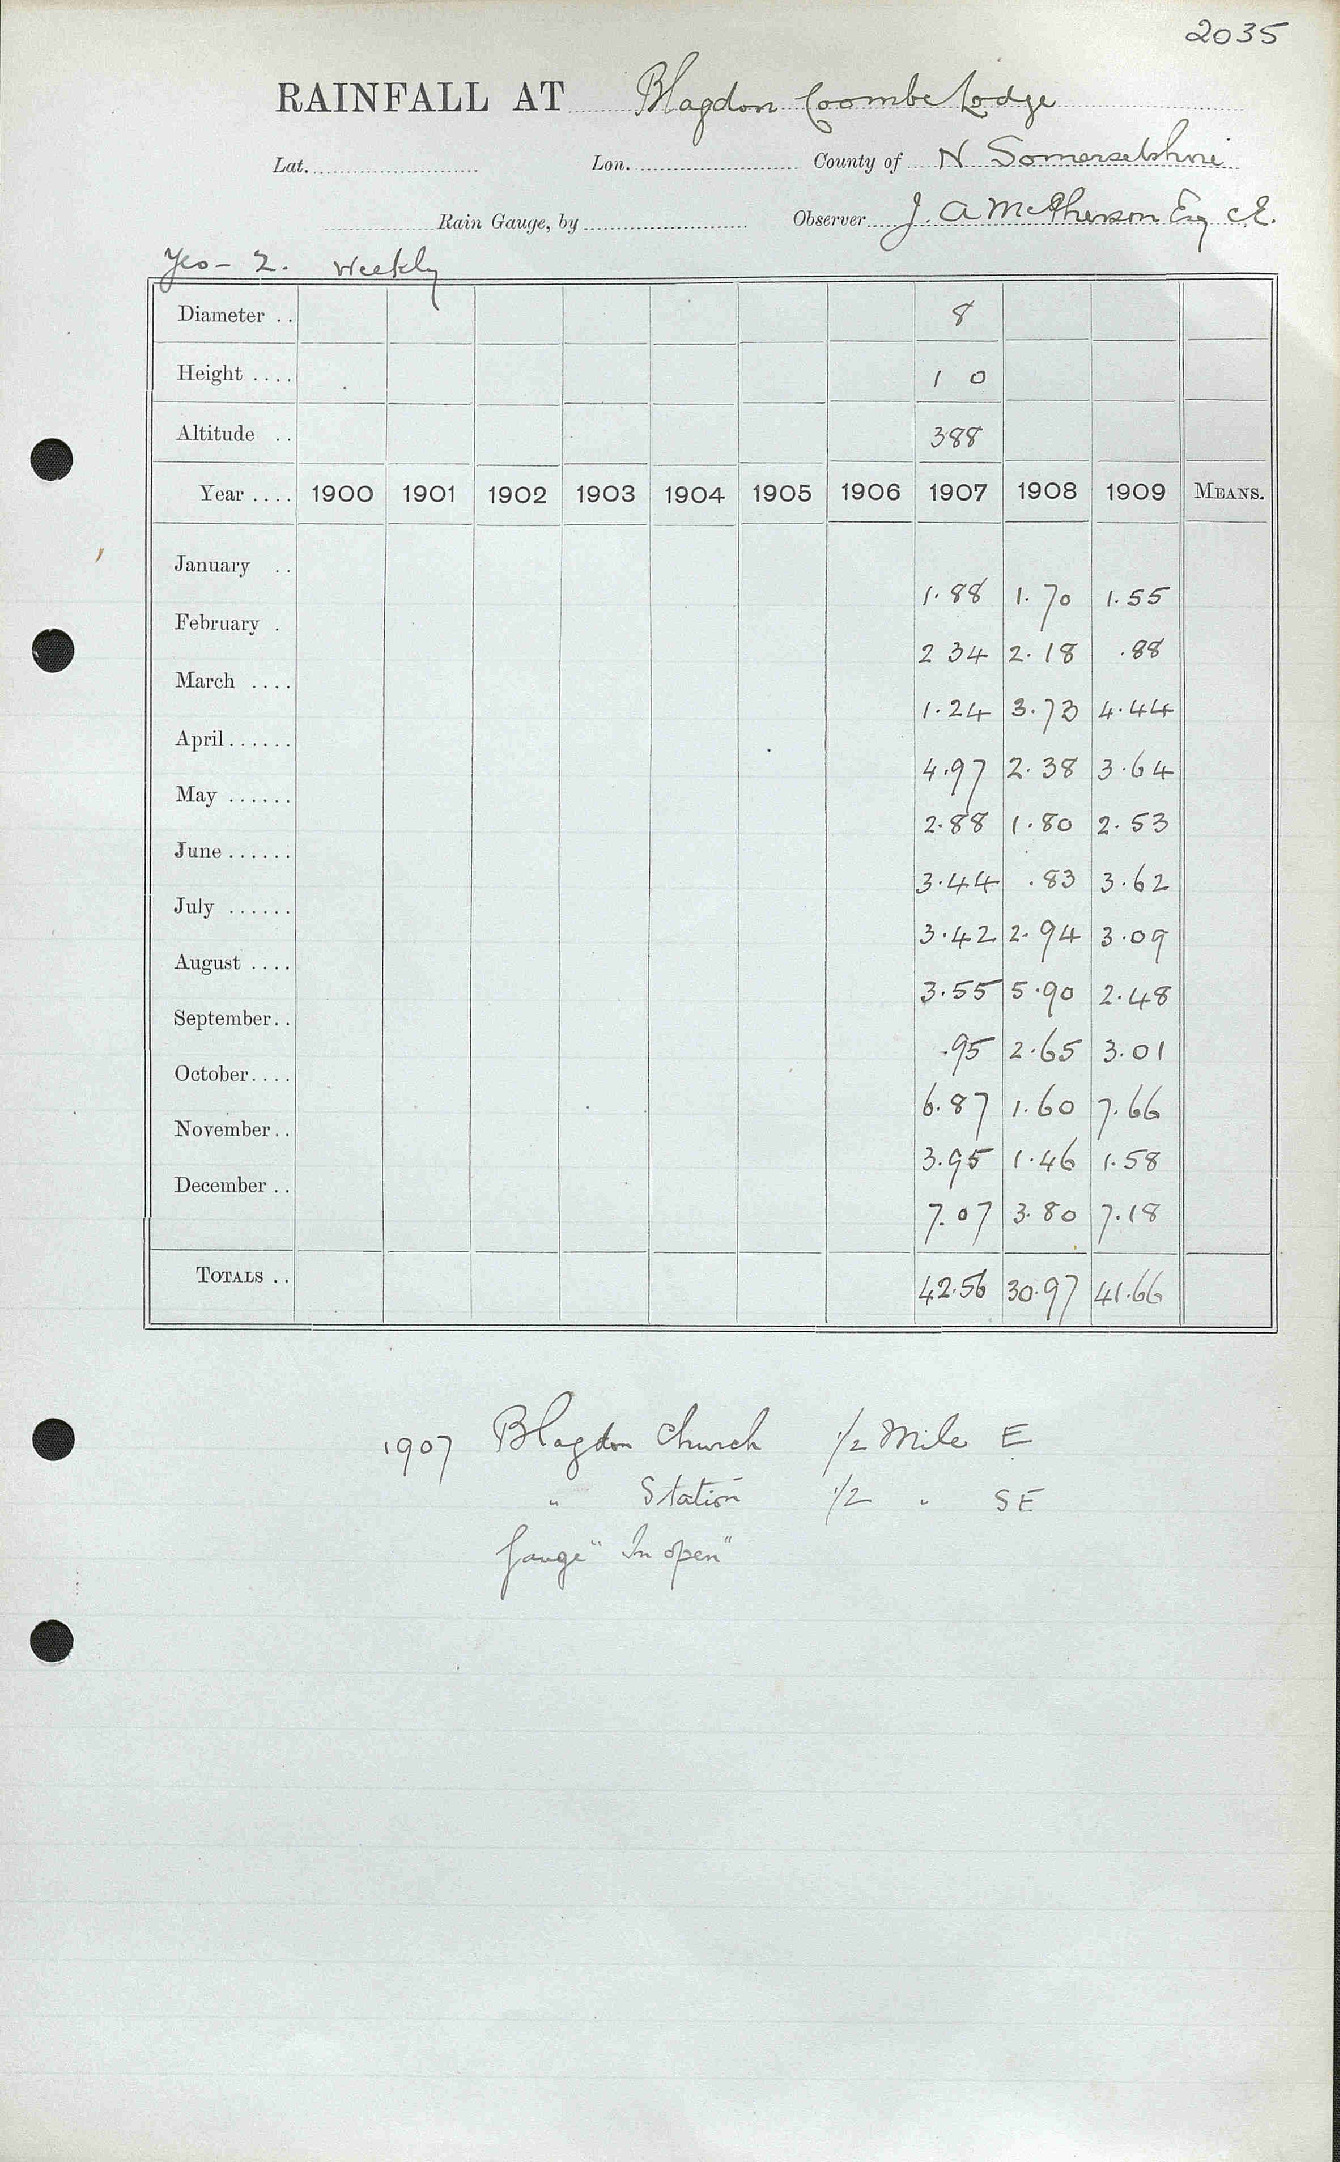 2035
RAINFALL AT Blagdon Coombe Lodge
Lat. Lon. County of N Somersetshire
Rain Gauge, by Observer J. A McPherson Esq C.E.
Yeo - 2. Weekly
Diameter .. 8
Height .... 1 0
Altitude .. 388
Year .... 1900 1901 1902 1903 1904 1905 1906 1907 1908 1909 MEANS.
January .. 1.88 1.70 1.55
February . 2 34 2.18 .88
March .... 1.24 3.73 4.44
April...... 4.97 2.38 3.64
May ...... 2.88 1.80 2.53
June...... 3.44 .83 3.62
July ...... 3.42 2.94 3.09
August .... 3.55 5.90 2.48
September.. .95 2.65 3.01
October.... 6.87 1.60 7.66
November.. 3.95 1.46 1.58
December .. 7.07 3.80 7.18
TOTALS .. 42.56 30.97 41.66
1907 Blagdon Church 1/2 Mile E
" Station 1/2 " SE
Gauge "In open"